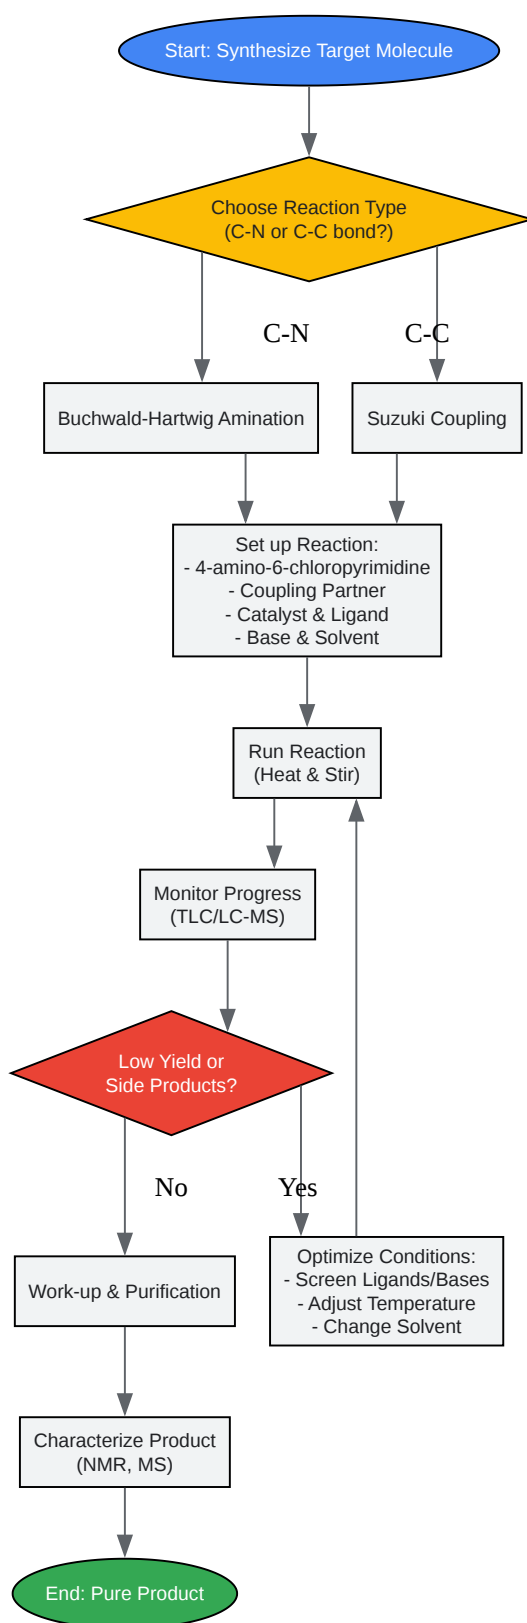 Start: Synthesize Target Molecule
Choose Reaction Type
(C-N or C-C bond?)
C-N
C-C
Buchwald-Hartwig Amination
Suzuki Coupling
Set up Reaction:
- 4-amino-6-chloropyrimidine
- Coupling Partner
- Catalyst & Ligand
- Base & Solvent
Run Reaction
(Heat & Stir)
Monitor Progress
(TLC/LC-MS)
Low Yield or
Side Products?
No
Yes
Work-up & Purification
Optimize Conditions:
- Screen Ligands/Bases
- Adjust Temperature
- Change Solvent
Characterize Product
(NMR, MS)
End: Pure Product